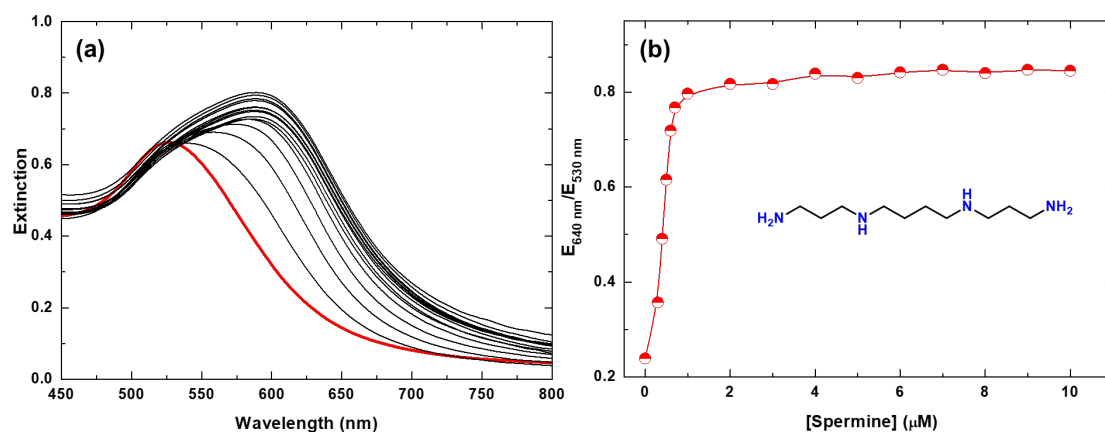 (a)
1.0
0.8
0.6
0.4
0.2
0.0
Extinction
450 500 550 600 650 700 750 800
Wavelength (nm)
(b)
0.8
0.6
0.4
0.2
E640 nm/E530 nm
H2N
N
H
H
N
NH2
0 2 4 6 8 10
[Spermine] (μM)